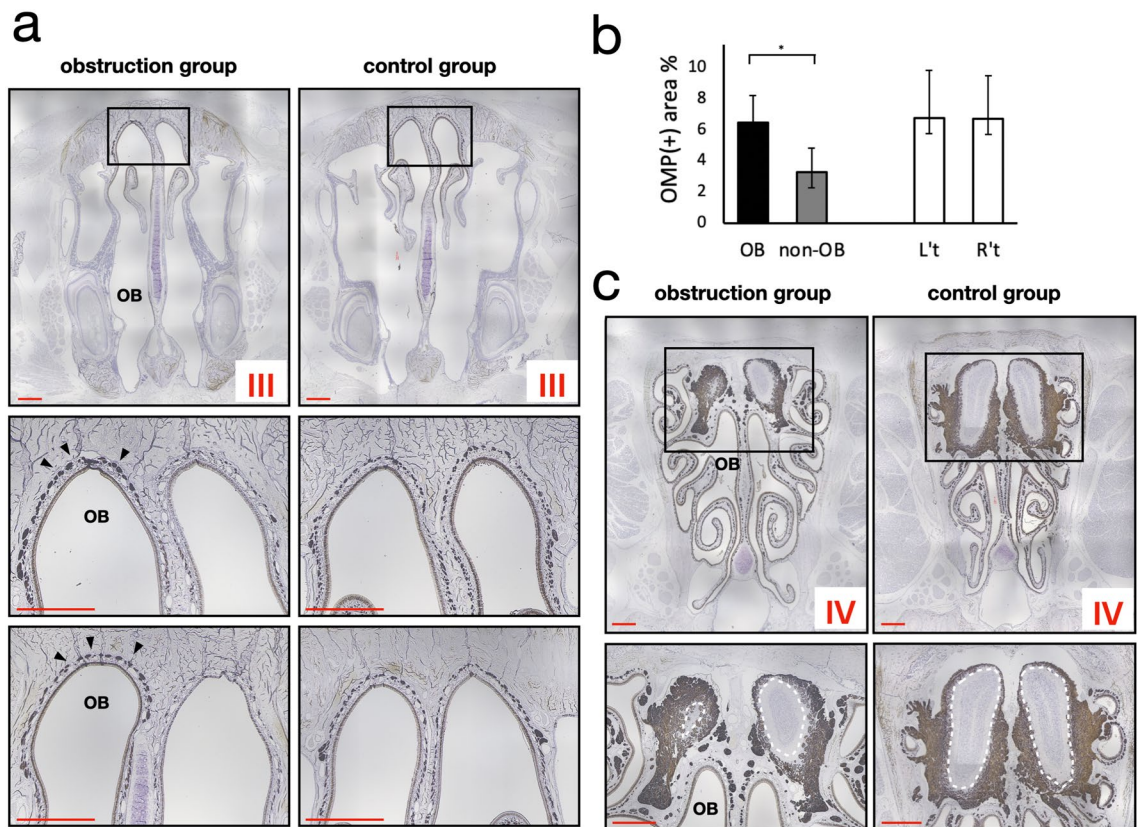 a
obstruction group
control group
OB
III
III
OB
OB
b
OMP(+) area %
*
10
8
6
4
2
0
OB
non-OB
L't
R't
c
obstruction group
control group
OB
IV
IV
OB